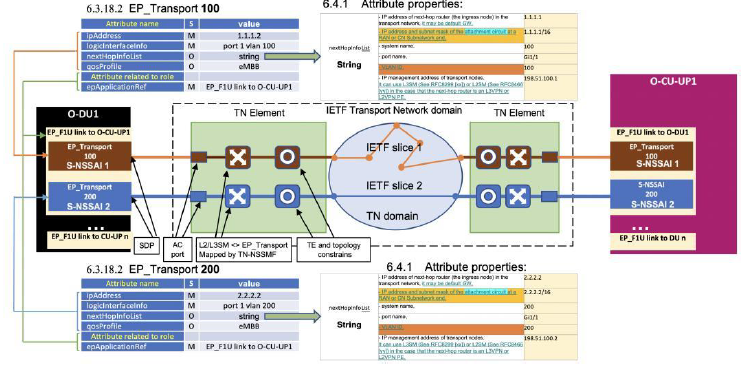 6.3.18.2 EP_Transport 100
Attribute name S value
ipAddress M 1.1.1.2
logicInterfaceInfo M port 1 vlan 100
nextHopInfoList O string
qosProfile O eMBB
Attribute related to role
epApplicationRef M EP_F1U link to O-CU-UP1
6.4.1 Attribute properties:
nextHopInfoList
String
- IP address of next-hop router (the ingress node) in the
transport network, it may be default GW.
1.1.1.1
- IP address and subnet mask of the attachment circuit at a
RAN or CN Subnetwork end.
1.1.1.1/16
- system name,
100
- port name,
Gi1/1
- VLAN ID,
100
- IP management address of transport nodes.
198.51.100.1
O-DU1
EP_F1U link to O-CU-UP1
EP_Transport
100
S-NSSAI 1
EP_Transport
200
S-NSSAI 2
...
EP_F1U link to CU-UP n
TN Element
IETF Transport Network domain
TN Element
IETF slice 1
IETF slice 2
TN domain
O-CU-UP1
EP_F1U link to O-DU1
EP_Transport
100
S-NSSAI 1
S-NSSAI
200
S-NSSAI 2
...
EP_F1U link to DU n
SDP
AC
port
L2/L3SM <> EP_Transport
Mapped by TN-NSSMF
TE and topology
constrains
6.3.18.2 EP_Transport 200
Attribute name S value
ipAddress M 2.2.2.2
logicInterfaceInfo M port 1 vlan 200
nextHopInfoList O string
qosProfile O eMBB
Attribute related to role
epApplicationRef M EP_F1U link to O-CU-UP1
6.4.1 Attribute properties:
nextHopInfoList
String
- IP address of next-hop router (the ingress node) in the
transport network, it may be default GW.
2.2.2.2
- IP address and subnet mask of the attachment circuit at a
RAN or CN Subnetwork end.
2.2.2.2/16
- system name,
200
- port name,
Gi1/1
- VLAN ID,
200
- IP management address of transport nodes.
198.51.100.2